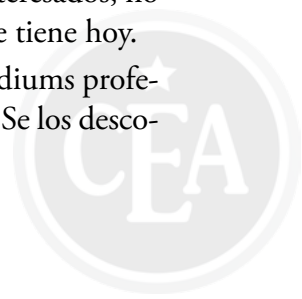 teresados, no
e tiene hoy.
diums profe-
Se los desco-
CEA